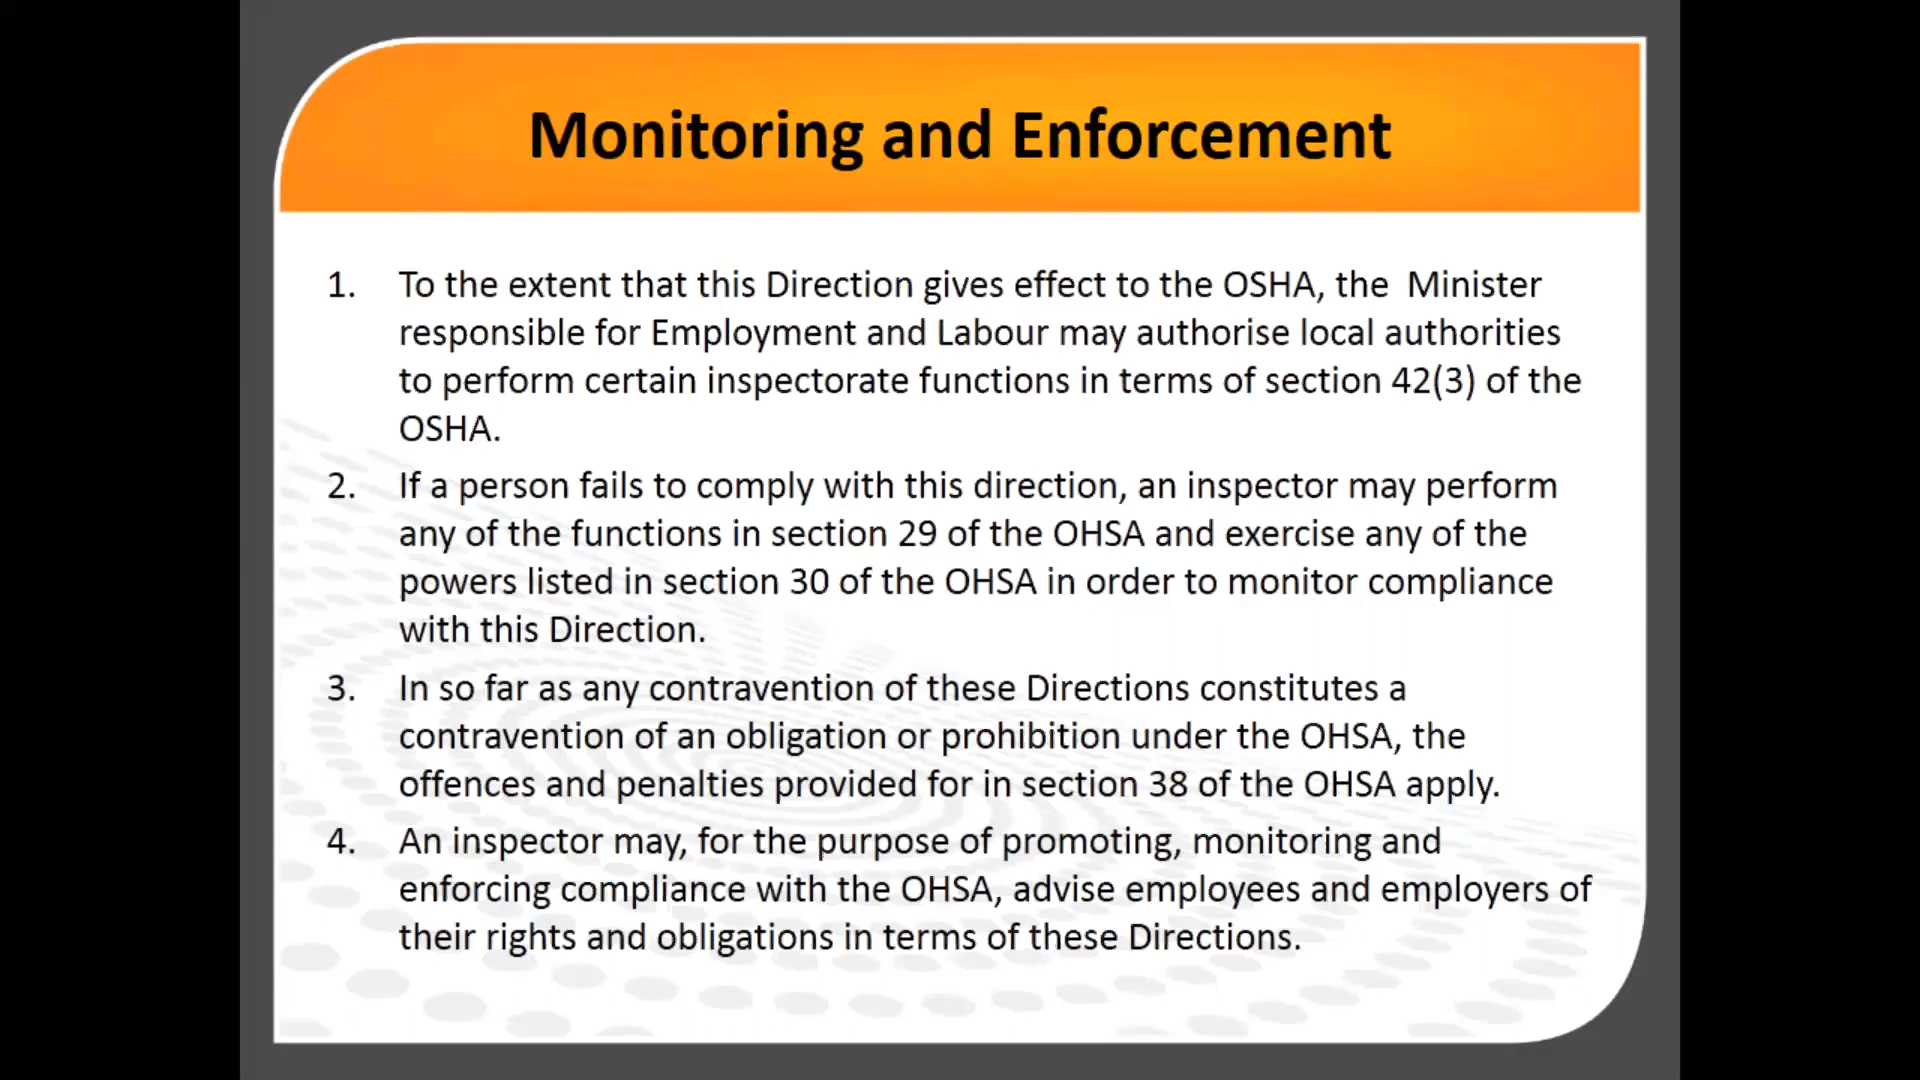 Monitoring and Enforcement
1. To the extent that this Direction gives effect to the OSHA, the Minister
responsible for Employment and Labour may authorise local authorities
to perform certain inspectorate functions in terms of section 42(3) of the
OSHA.
2. If a person fails to comply with this direction, an inspector may perform
any of the functions in section 29 of the OHSA and exercise any of the
powers listed in section 30 of the OHSA in order to monitor compliance
with this Direction.
3. In so far as any contravention of these Directions constitutes a
contravention of an obligation or prohibition under the OHSA, the
offences and penalties provided for in section 38 of the OHSA apply.
4. An inspector may, for the purpose of promoting, monitoring and
enforcing compliance with the OHSA, advise employees and employers of
their rights and obligations in terms of these Directions.